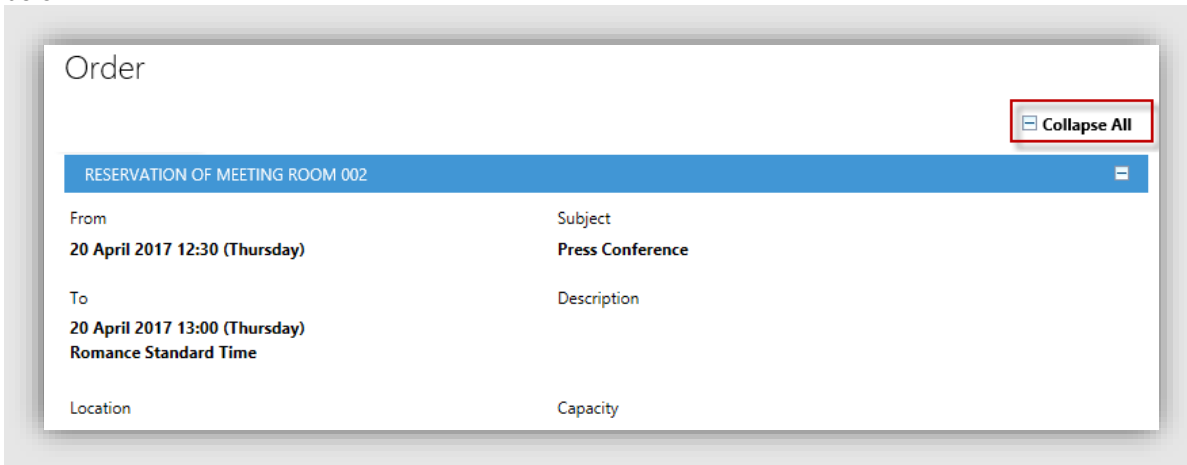 Order
Collapse All
RESERVATION OF MEETING ROOM 002
From
Subject
20 April 2017 12:30 (Thursday)
Press Conference
To
Description
20 April 2017 13:00 (Thursday)
Romance Standard Time
Location
Capacity